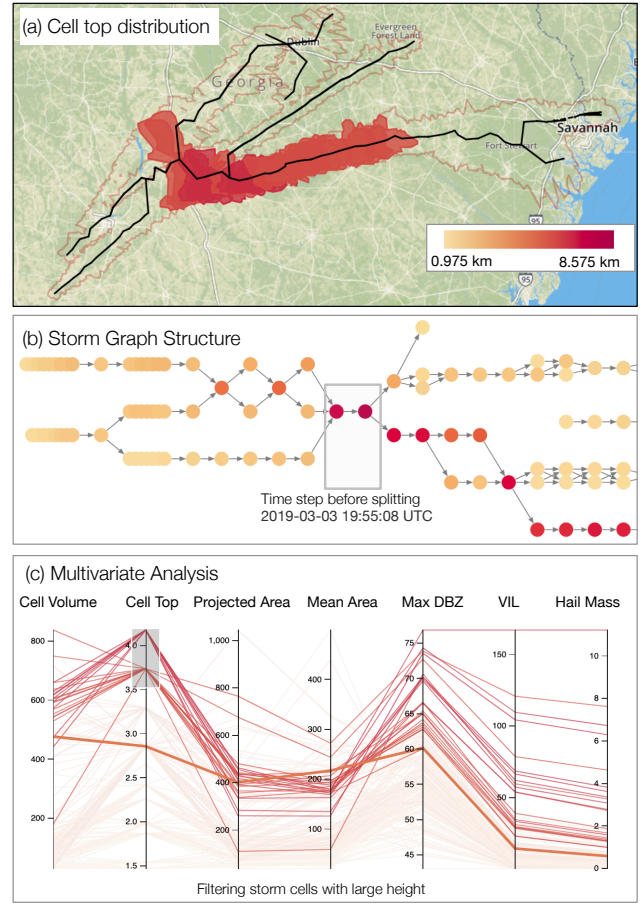 (a) Cell top distribution
Evergreen
Forest Land
Dublin
Georgia
Savannah
Fort Stewart
95
95
0.975 km
8.575 km
(b) Storm Graph Structure
Time step before splitting
2019-03-03 19:55:08 UTC
(c) Multivariate Analysis
Cell Volume Cell Top Projected Area Mean Area Max DBZ VIL Hail Mass
800
600
400
200
4.0
3.5
3.0
2.5
2.0
1.5
1,000
800
600
400
200
400
300
200
100
75
70
65
60
55
50
45
150
100
50
10
8
6
4
2
0
Filtering storm cells with large height